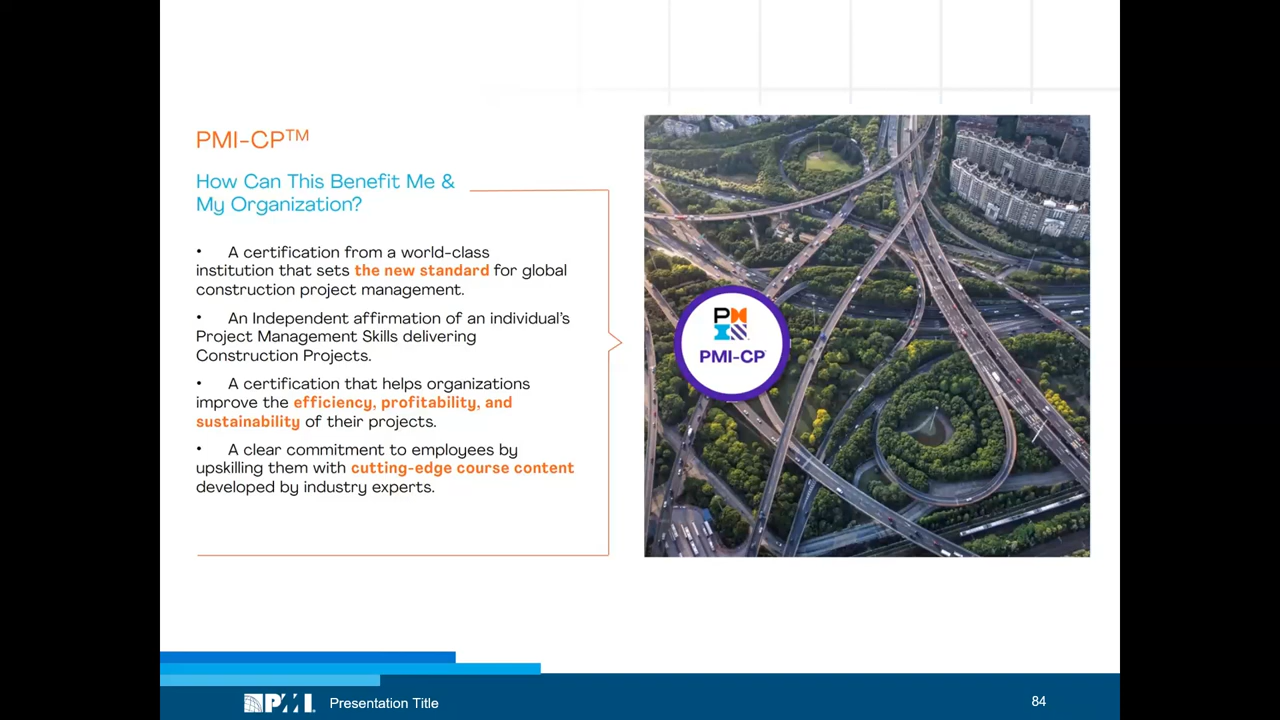 PMI-CP™
How Can This Benefit Me &
My Organization?
• A certification from a world-class
institution that sets the new standard for global
construction project management.
• An Independent affirmation of an individual's
Project Management Skills delivering
Construction Projects.
• A certification that helps organizations
improve the efficiency, profitability, and
sustainability of their projects.
• A clear commitment to employees by
upskilling them with cutting-edge course content
developed by industry experts.
PM
PMI-CP
PMI
Presentation Title
84